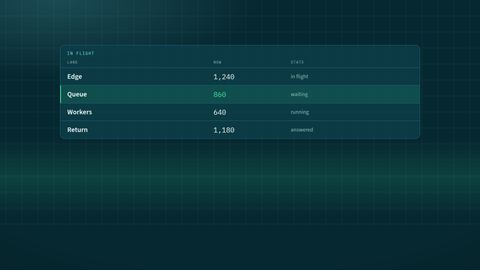 IN FLIGHT
LANE NOW STATE
Edge 1,240 in flight
Queue 860 waiting
Workers 640 running
Return 1,180 answered